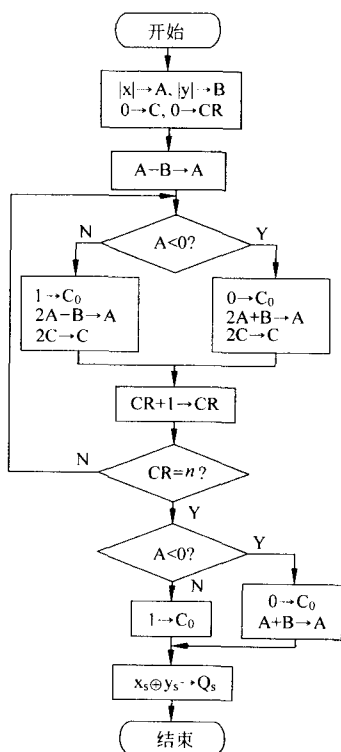 开始
|x|→A, |y|→B
0→C, 0→CR
A−B→A
A<0?
N
Y
1→C₀
2A−B→A
2C→C
0→C₀
2A+B→A
2C→C
CR+1→CR
N
CR=n?
Y
A<0?
Y
N
1→C₀
0→C₀
A+B→A
xₛ⊕yₛ→Qₛ
结束